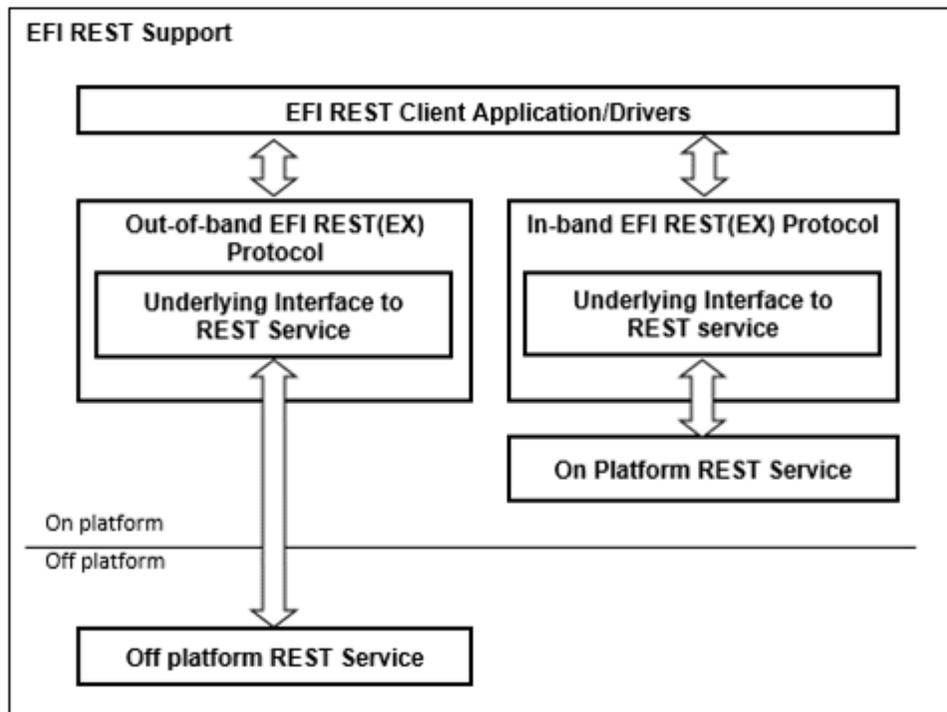 EFI REST Support
EFI REST Client Application/Drivers
Out-of-band EFI REST(EX)
Protocol
Underlying Interface to
REST Service
In-band EFI REST(EX) Protocol
Underlying Interface to
REST service
On Platform REST Service
On platform
Off platform
Off platform REST Service